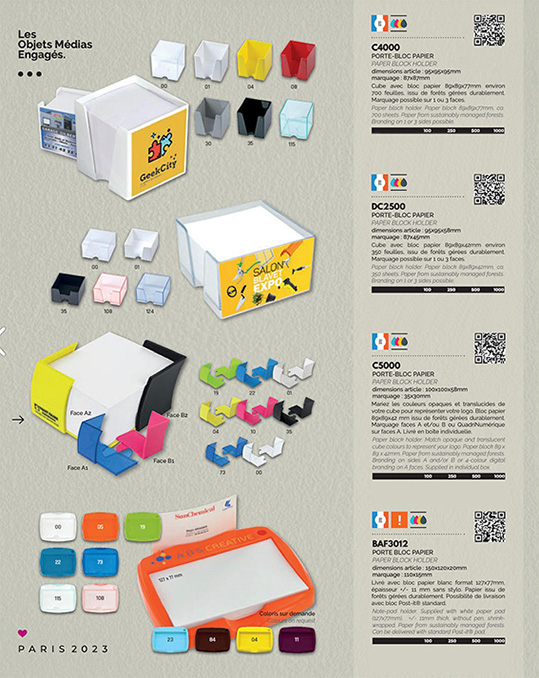 Les
Objets Médias
Engagés.
00
01
04
08
30
35
115
GeekCity
C4000
PORTE-BLOC PAPIER
PAPER BLOCK HOLDER
dimensions article : 95x95x95mm
marquage : 87x87mm
Cube avec bloc papier 89x89x77mm environ
700 feuilles, issu de forêts gérées durablement.
Marquage possible sur 1 ou 3 faces.
Paper block holder. Paper block 89x89x77mm, ca.
700 sheets. Paper from sustainably managed forests.
Branding on 1 or 3 sides possible.
100 250 500 1000
00
01
35
108
124
SALON
BLAVET
EXPO
DC2500
PORTE-BLOC PAPIER
PAPER BLOCK HOLDER
dimensions article : 95x95x58mm
marquage : 87x45mm
Cube avec bloc papier 89x89x42mm environ
350 feuilles, issu de forêts gérées durablement.
Marquage possible sur 1 ou 3 faces.
Paper block holder. Paper block 89x89x42mm, ca.
350 sheets. Paper from sustainably managed forests.
Branding on 1 or 3 sides possible.
100 250 500 1000
Face A2
Face B2
Face A1
Face B1
19
22
01
04
10
35
73
00
C5000
PORTE-BLOC PAPIER
PAPER BLOCK HOLDER
dimensions article : 100x100x58mm
marquage : 35x30mm
Mariez les couleurs opaques et translucides de
votre cube pour représenter votre logo. Bloc papier
89x89x42 mm issu de forêts gérées durablement.
Marquage faces A et/ou B ou QuadriNumérique
sur faces A. Livré en boîte individuelle.
Paper block holder. Match opaque and translucent
cube colours to represent your logo. Paper block 89 x
89 x 42mm. Paper from sustainably managed forests.
Branding on sides A and/or B or 4-colour digital
branding on A faces. Supplied in individual box
100 250 500 1000
00
05
19
22
73
115
108
SunChemical
ABS CREATIVE
127 x 77 mm
Coloris sur demande
Colours on request
23
84
04
11
BAF3012
PORTE BLOC PAPIER
PAPER BLOCK HOLDER
dimensions article : 150x120x20mm
marquage : 110x15mm
Livré avec bloc papier blanc format 127x77mm,
épaisseur +/- 11 mm sans stylo. Papier issu de
forêts gérées durablement. Possibilité de livraison
avec bloc Post-it® standard.
Note-pad holder. Supplied with white paper pad
(127x77mm). +/- 11mm thick, without pen, shrink-
wrapped. Paper from sustainably managed forests.
Can be delivered with standard Post-it® pad.
100 250 500 1000
PARIS 2023